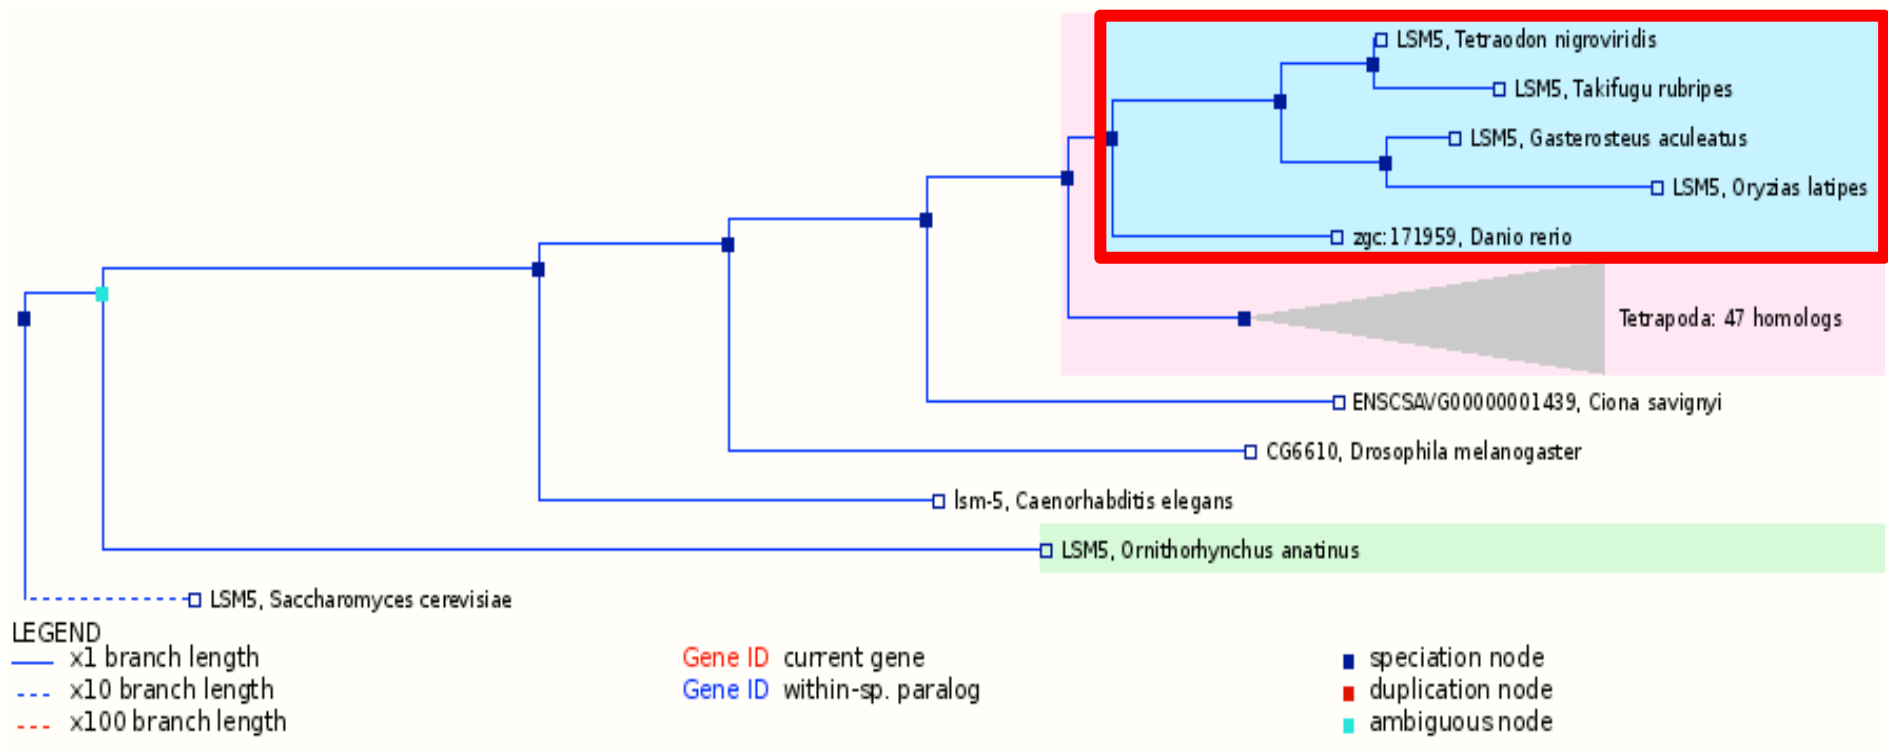 LSM5, Tetraodon nigroviridis
LSM5, Takifugu rubripes
LSM5, Gasterosteus aculeatus
LSM5, Oryzias latipes
zgc:171959, Danio rerio
Tetrapoda: 47 homologs
ENSCSAVG00000001439, Ciona savignyi
CG6610, Drosophila melanogaster
lsm-5, Caenorhabditis elegans
LSM5, Ornithorhynchus anatinus
LSM5, Saccharomyces cerevisiae
LEGEND
x1 branch length
x10 branch length
x100 branch length
Gene ID current gene
Gene ID within-sp. paralog
speciation node
duplication node
ambiguous node